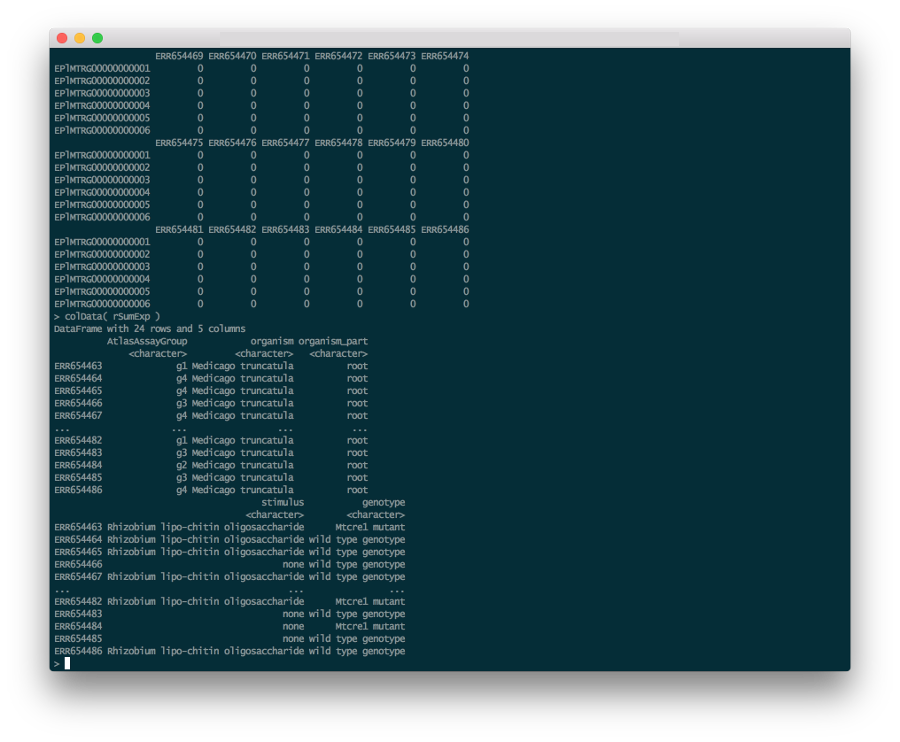 ERR654469 ERR654470 ERR654471 ERR654472 ERR654473 ERR654474
EPlMTRG00000000001 0 0 0 0 0 0
EPlMTRG00000000002 0 0 0 0 0 0
EPlMTRG00000000003 0 0 0 0 0 0
EPlMTRG00000000004 0 0 0 0 0 0
EPlMTRG00000000005 0 0 0 0 0 0
EPlMTRG00000000006 0 0 0 0 0 0
ERR654475 ERR654476 ERR654477 ERR654478 ERR654479 ERR654480
EPlMTRG00000000001 0 0 0 0 0 0
EPlMTRG00000000002 0 0 0 0 0 0
EPlMTRG00000000003 0 0 0 0 0 0
EPlMTRG00000000004 0 0 0 0 0 0
EPlMTRG00000000005 0 0 0 0 0 0
EPlMTRG00000000006 0 0 0 0 0 0
ERR654481 ERR654482 ERR654483 ERR654484 ERR654485 ERR654486
EPlMTRG00000000001 0 0 0 0 0 0
EPlMTRG00000000002 0 0 0 0 0 0
EPlMTRG00000000003 0 0 0 0 0 0
EPlMTRG00000000004 0 0 0 0 0 0
EPlMTRG00000000005 0 0 0 0 0 0
EPlMTRG00000000006 0 0 0 0 0 0
> colData( rSumExp )
DataFrame with 24 rows and 5 columns
AtlasAssayGroup organism organism_part
<character> <character> <character>
ERR654463 g1 Medicago truncatula root
ERR654464 g4 Medicago truncatula root
ERR654465 g4 Medicago truncatula root
ERR654466 g3 Medicago truncatula root
ERR654467 g4 Medicago truncatula root
... ... ... ...
ERR654482 g1 Medicago truncatula root
ERR654483 g3 Medicago truncatula root
ERR654484 g2 Medicago truncatula root
ERR654485 g3 Medicago truncatula root
ERR654486 g4 Medicago truncatula root
stimulus genotype
<character> <character>
ERR654463 Rhizobium lipo-chitin oligosaccharide Mtcre1 mutant
ERR654464 Rhizobium lipo-chitin oligosaccharide wild type genotype
ERR654465 Rhizobium lipo-chitin oligosaccharide wild type genotype
ERR654466 none wild type genotype
ERR654467 Rhizobium lipo-chitin oligosaccharide wild type genotype
... ... ...
ERR654482 Rhizobium lipo-chitin oligosaccharide Mtcre1 mutant
ERR654483 none wild type genotype
ERR654484 none Mtcre1 mutant
ERR654485 none wild type genotype
ERR654486 Rhizobium lipo-chitin oligosaccharide wild type genotype
>